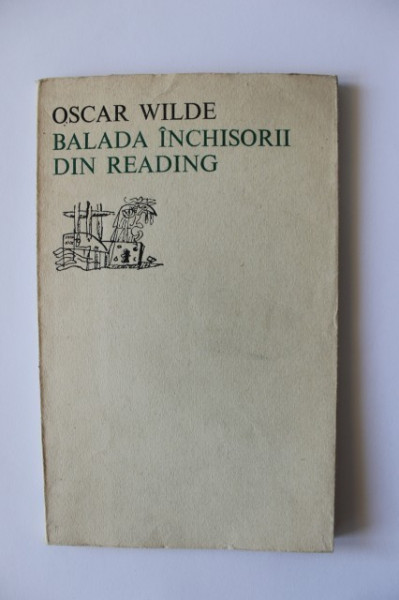 OSCAR WILDE
BALADA ÎNCHISORII
DIN READING